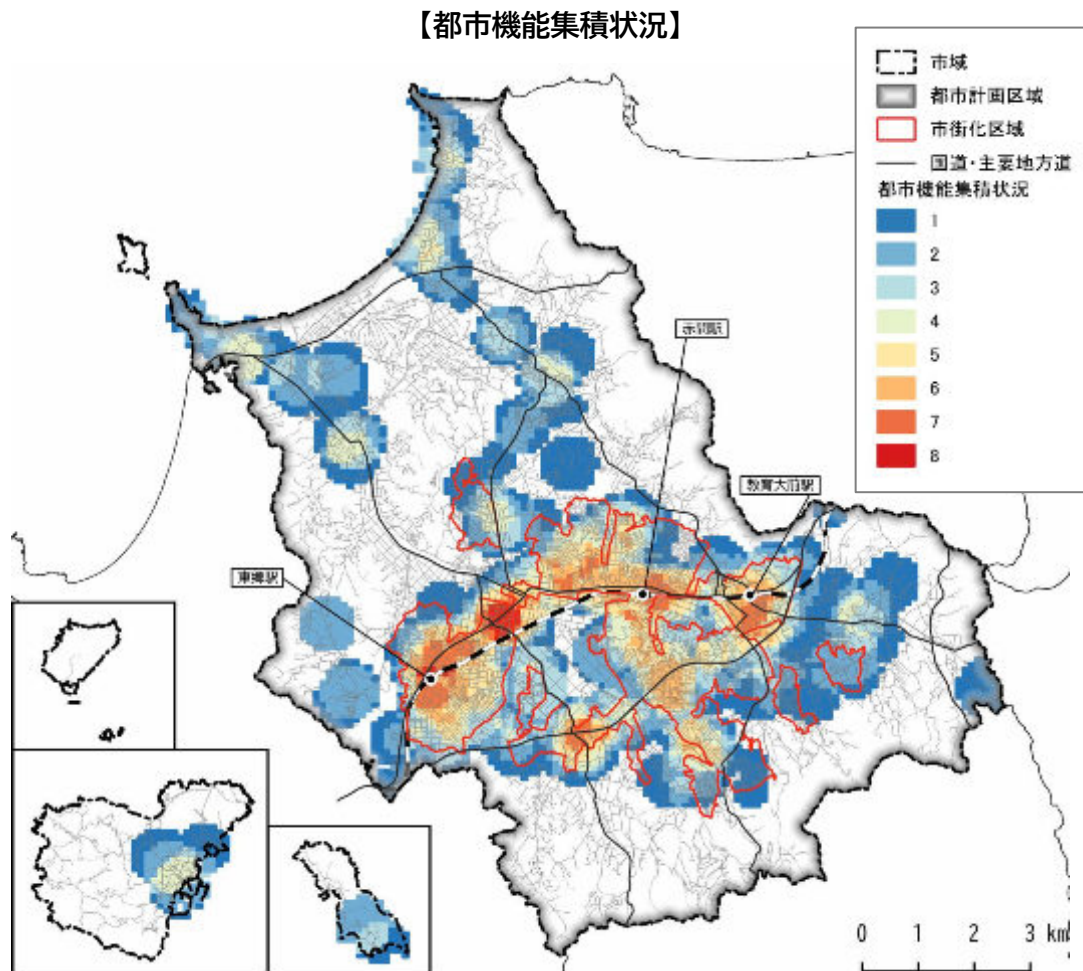 【都市機能集積状況】
市域
都市計画区域
市街化区域
国道・主要地方道
都市機能集積状況
1
2
3
4
5
6
7
8
赤間駅
教育大前駅
東郷駅
0 1 2 3 km